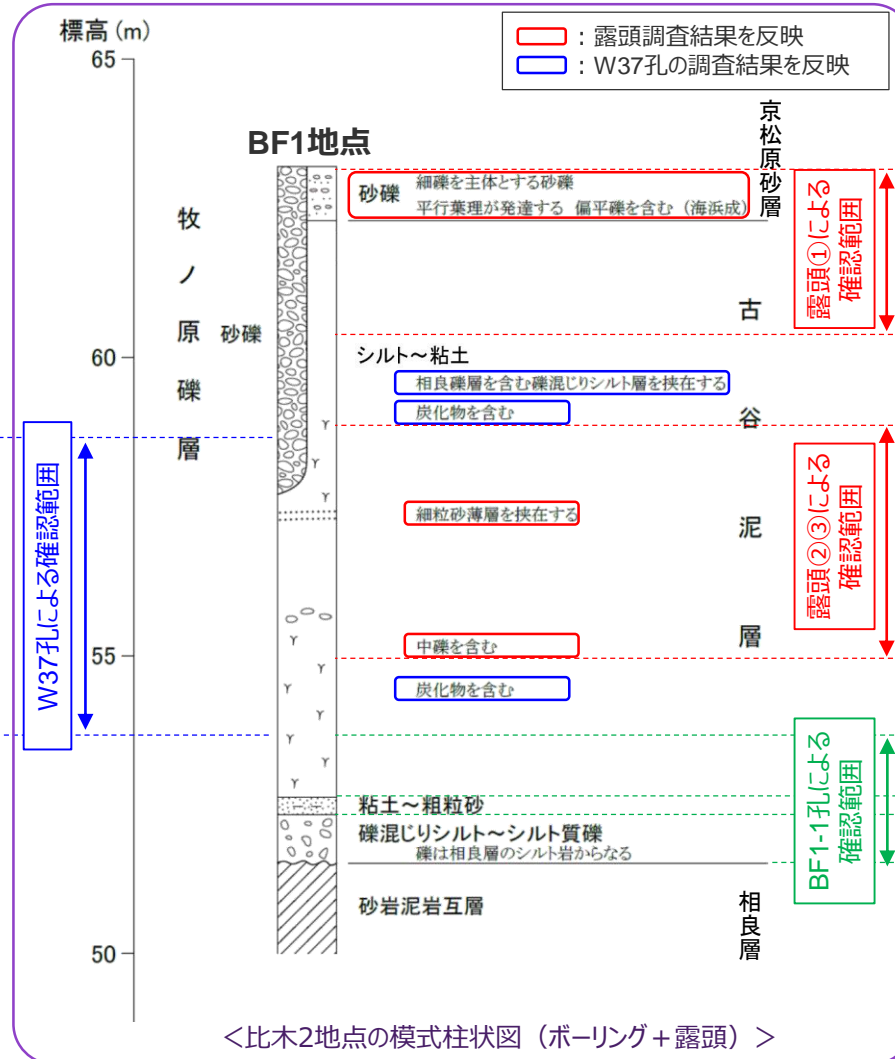 標高 (m)
65
：露頭調査結果を反映
：W37孔の調査結果を反映
BF1地点
京松原砂層
砂礫
細礫を主体とする砂礫
平行葉理が発達する 偏平礫を含む（海浜成）
露頭①による
確認範囲
牧ノ原礫層
砂礫
60
シルト～粘土
相良礫層を含む礫混じりシルト層を挟在する
炭化物を含む
古谷泥層
W37孔による確認範囲
露頭②③による
確認範囲
細粒砂薄層を挟在する
55
中礫を含む
炭化物を含む
粘土～粗粒砂
礫混じりシルト～シルト質礫
礫は相良層のシルト岩からなる
BF1-1孔による
確認範囲
砂岩泥岩互層
相良層
50
＜比木2地点の模式柱状図（ボーリング＋露頭）＞